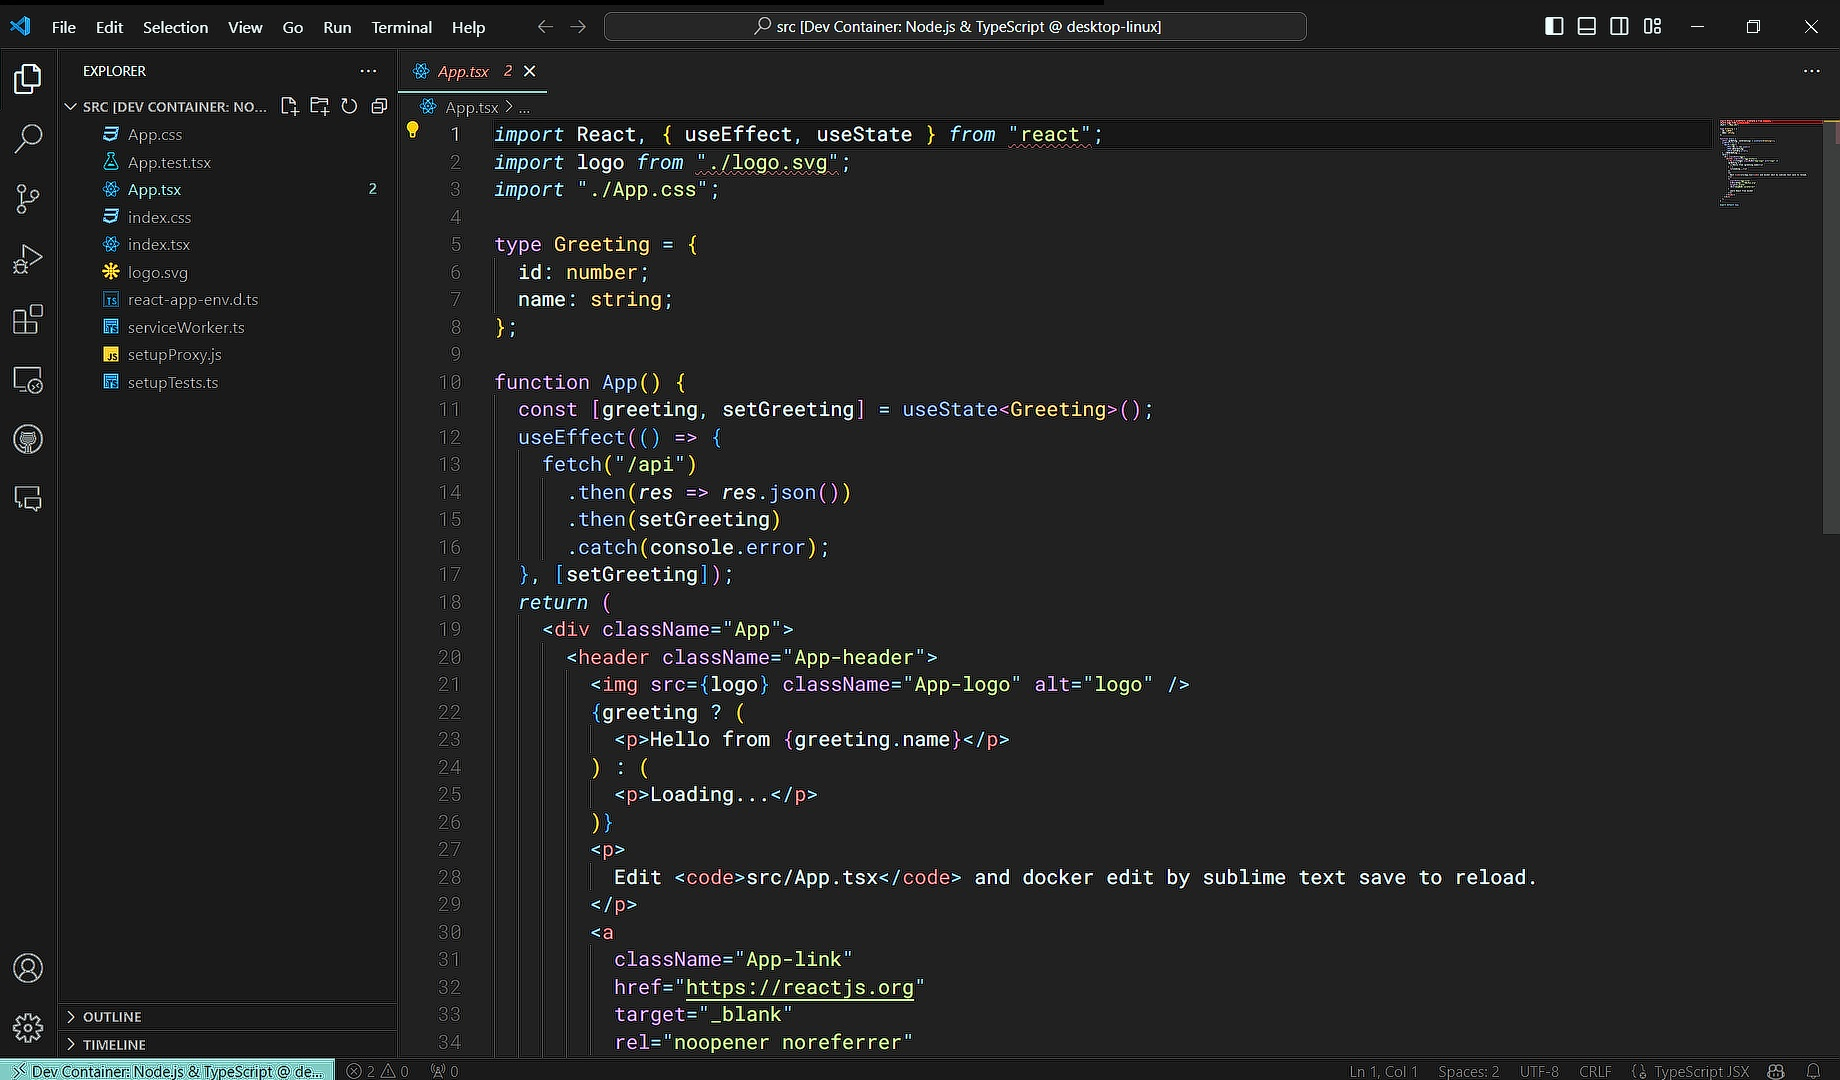 File Edit Selection View Go Run Terminal Help
src [Dev Container: Node.js & TypeScript @ desktop-linux]
EXPLORER
SRC [DEV CONTAINER: NO...
App.css
App.test.tsx
App.tsx 2
index.css
index.tsx
logo.svg
react-app-env.d.ts
serviceWorker.ts
setupProxy.js
setupTests.ts
OUTLINE
TIMELINE
App.tsx 2
App.tsx > ...
1 import React, { useEffect, useState } from "react";
2 import logo from "./logo.svg";
3 import "./App.css";
4
5 type Greeting = {
6 id: number;
7 name: string;
8 };
9
10 function App() {
11 const [greeting, setGreeting] = useState<Greeting>();
12 useEffect(() => {
13 fetch("/api")
14 .then(res => res.json())
15 .then(setGreeting)
16 .catch(console.error);
17 }, [setGreeting]);
18 return (
19 <div className="App">
20 <header className="App-header">
21 <img src={logo} className="App-logo" alt="logo" />
22 {greeting ? (
23 <p>Hello from {greeting.name}</p>
24 ) : (
25 <p>Loading...</p>
26 )}
27 <p>
28 Edit <code>src/App.tsx</code> and docker edit by sublime text save to reload.
29 </p>
30 <a
31 className="App-link"
32 href="https://reactjs.org"
33 target="_blank"
34 rel="noopener noreferrer"
Dev Container: Node.js & TypeScript @ de... 2 0 0 Ln 1, Col 1 Spaces: 2 UTF-8 CRLF TypeScript JSX